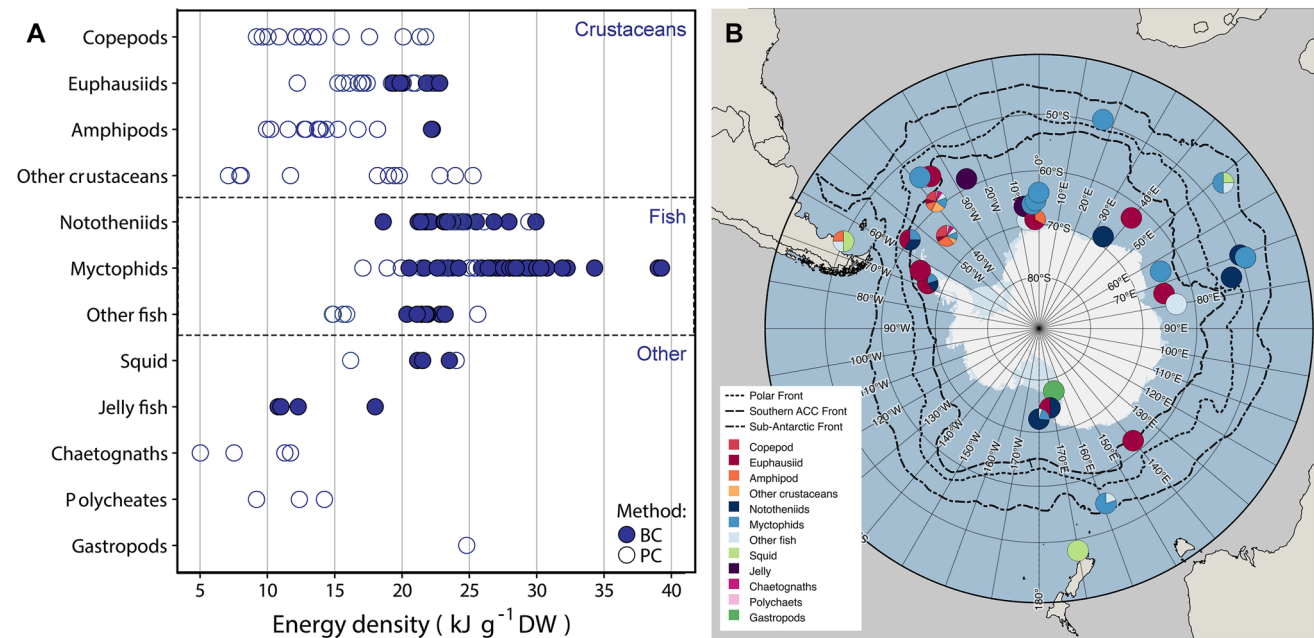 A
Crustaceans
Copepods
Euphausiids
Amphipods
Other crustaceans
Fish
Nototheniids
Myctophids
Other fish
Other
Squid
Jelly fish
Chaetognaths
Polycheates
Gastropods
Method:
BC
PC
5 10 15 20 25 30 35 40
Energy density ( kJ g⁻¹ DW )
B
50°S
60°S
70°S
80°S
0°
10°E
20°E
30°E
40°E
50°E
60°E
70°E
80°E
90°E
100°E
110°E
120°E
130°E
140°E
150°E
160°E
170°E
180°
170°W
160°W
150°W
140°W
130°W
120°W
110°W
100°W
90°W
80°W
70°W
60°W
50°W
40°W
30°W
20°W
Polar Front
Southern ACC Front
Sub-Antarctic Front
Copepod
Euphausiid
Amphipod
Other crustaceans
Nototheniids
Myctophids
Other fish
Squid
Jelly
Chaetognaths
Polychaets
Gastropods